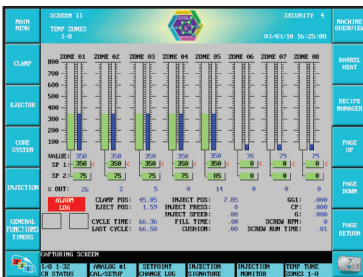 SCREEN 11
SECURITY 4
TEMP ZONES
1-8
03/03/10 16:25:00
MAIN
MENU
CLAMP
EJECTOR
CORE
SYSTEM
INJECTION
GENERAL
FUNCTIONS
TIMERS
MACHINE
OVERVIEW
BARREL
HEAT
RECIPE
MANAGER
PAGE
UP
PAGE
DOWN
PAGE
RETURN
ZONE 01 ZONE 02 ZONE 03 ZONE 04 ZONE 05 ZONE 06 ZONE 07 ZONE 08
800
700
600
500
400
300
200
100
VALUE: 350 350 350 350 350 78 79 79
SP 1: 350 350 350 350 350 0 0 0
SP 2: 75 75 75 75 85 0 0 0
% OUT: 26 2 5 0 14 0 0 0
ALARM
LOG
CLAMP POS: 45.05 INJECT POS: 7.85 GG1: .000
EJECT POS: 1.59 INJECT PRESS: 0 CP: .000
INJECT SPEED: .00 G: .000
CYCLE TIME: 66.36 FILL TIME: .00 SCREW RPM: .00
LAST CYCLE: 66.50 CUSHION: .00 SCREW RUN TIME: .01
CAPTURING SCREEN
I/O 1-32
CR STATUS
ANALOG #1
CAL-SETUP
SETPOINT
CHANGE LOG
INJECTION
SIGNATURE
INJECTION
MONITOR
TEMP TUNE
ZONES 1-8